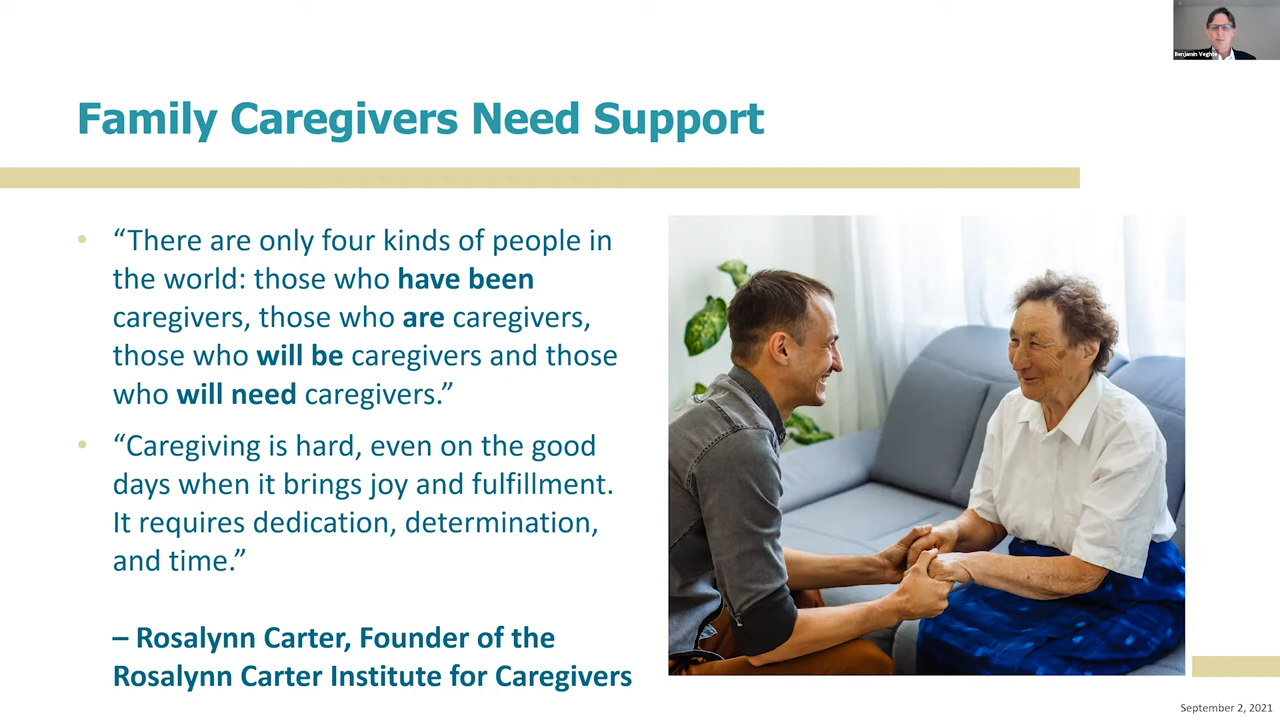 Benjamin Veghte
Family Caregivers Need Support
• “There are only four kinds of people in
the world: those who have been
caregivers, those who are caregivers,
those who will be caregivers and those
who will need caregivers.”
• “Caregiving is hard, even on the good
days when it brings joy and fulfillment.
It requires dedication, determination,
and time.”
– Rosalynn Carter, Founder of the
Rosalynn Carter Institute for Caregivers
September 2, 2021